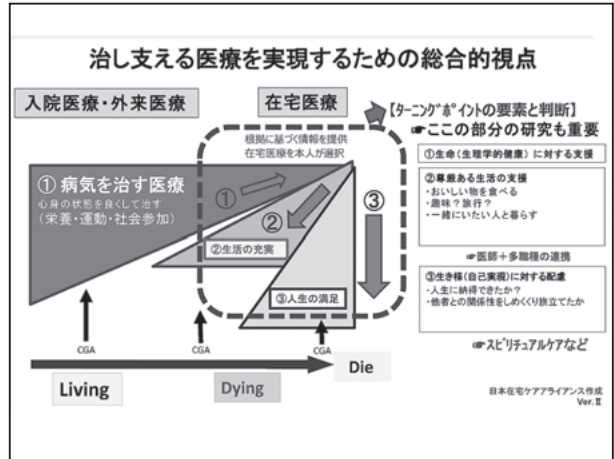 治し支える医療を実現するための総合的視点
入院医療・外来医療
在宅医療
【ターニングポイントの要素と判断】
☞ここの部分の研究も重要
根拠に基づく情報を提供
在宅医療を本人が選択
①病気を治す医療
心身の状態を良くして治す
(栄養・運動・社会参加)
①
②
③
②生活の充実
③人生の満足
①生命(生理学的健康)に対する支援
②尊厳ある生活の支援
・おいしい物を食べる
・趣味?旅行?
・一緒にいたい人と暮らす
☞医師+多職種の連携
③生き様(自己実現)に対する配慮
・人生に納得できたか?
・他者との関係性をしめくくり旅立てたか
☞スピリチュアルケアなど
CGA
CGA
CGA
Living
Dying
Die
日本在宅ケアアライアンス作成
Ver.Ⅱ